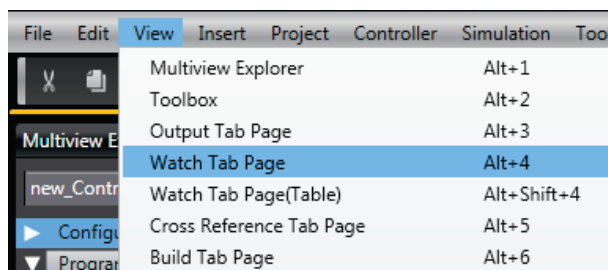 File Edit View Insert Project Controller Simulation Too
Multiview Explorer Alt+1
Toolbox Alt+2
Output Tab Page Alt+3
Multiview E
Watch Tab Page Alt+4
new_Contr
Watch Tab Page(Table) Alt+Shift+4
Cross Reference Tab Page Alt+5
Configu
Build Tab Page Alt+6
Program